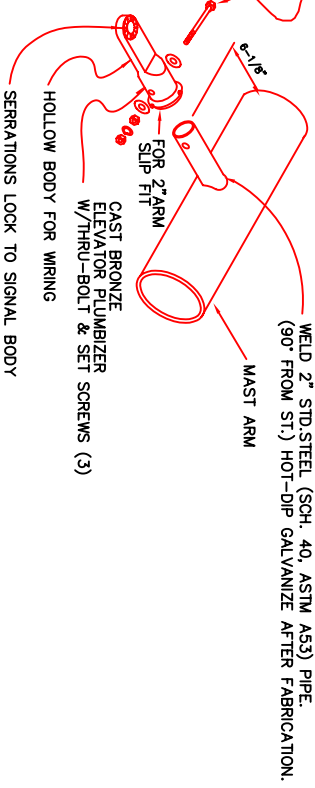 WELD 2" STD.STEEL (SCH. 40, ASTM A53) PIPE.
(90° FROM ST.) HOT-DIP GALVANIZE AFTER FABRICATION.
6-1/8"
MAST ARM
FOR 2"ARM
SLIP FIT
CAST BRONZE
ELEVATOR PLUMBIZER
W/THRU-BOLT & SET SCREWS (3)
HOLLOW BODY FOR WIRING
SERRATIONS LOCK TO SIGNAL BODY